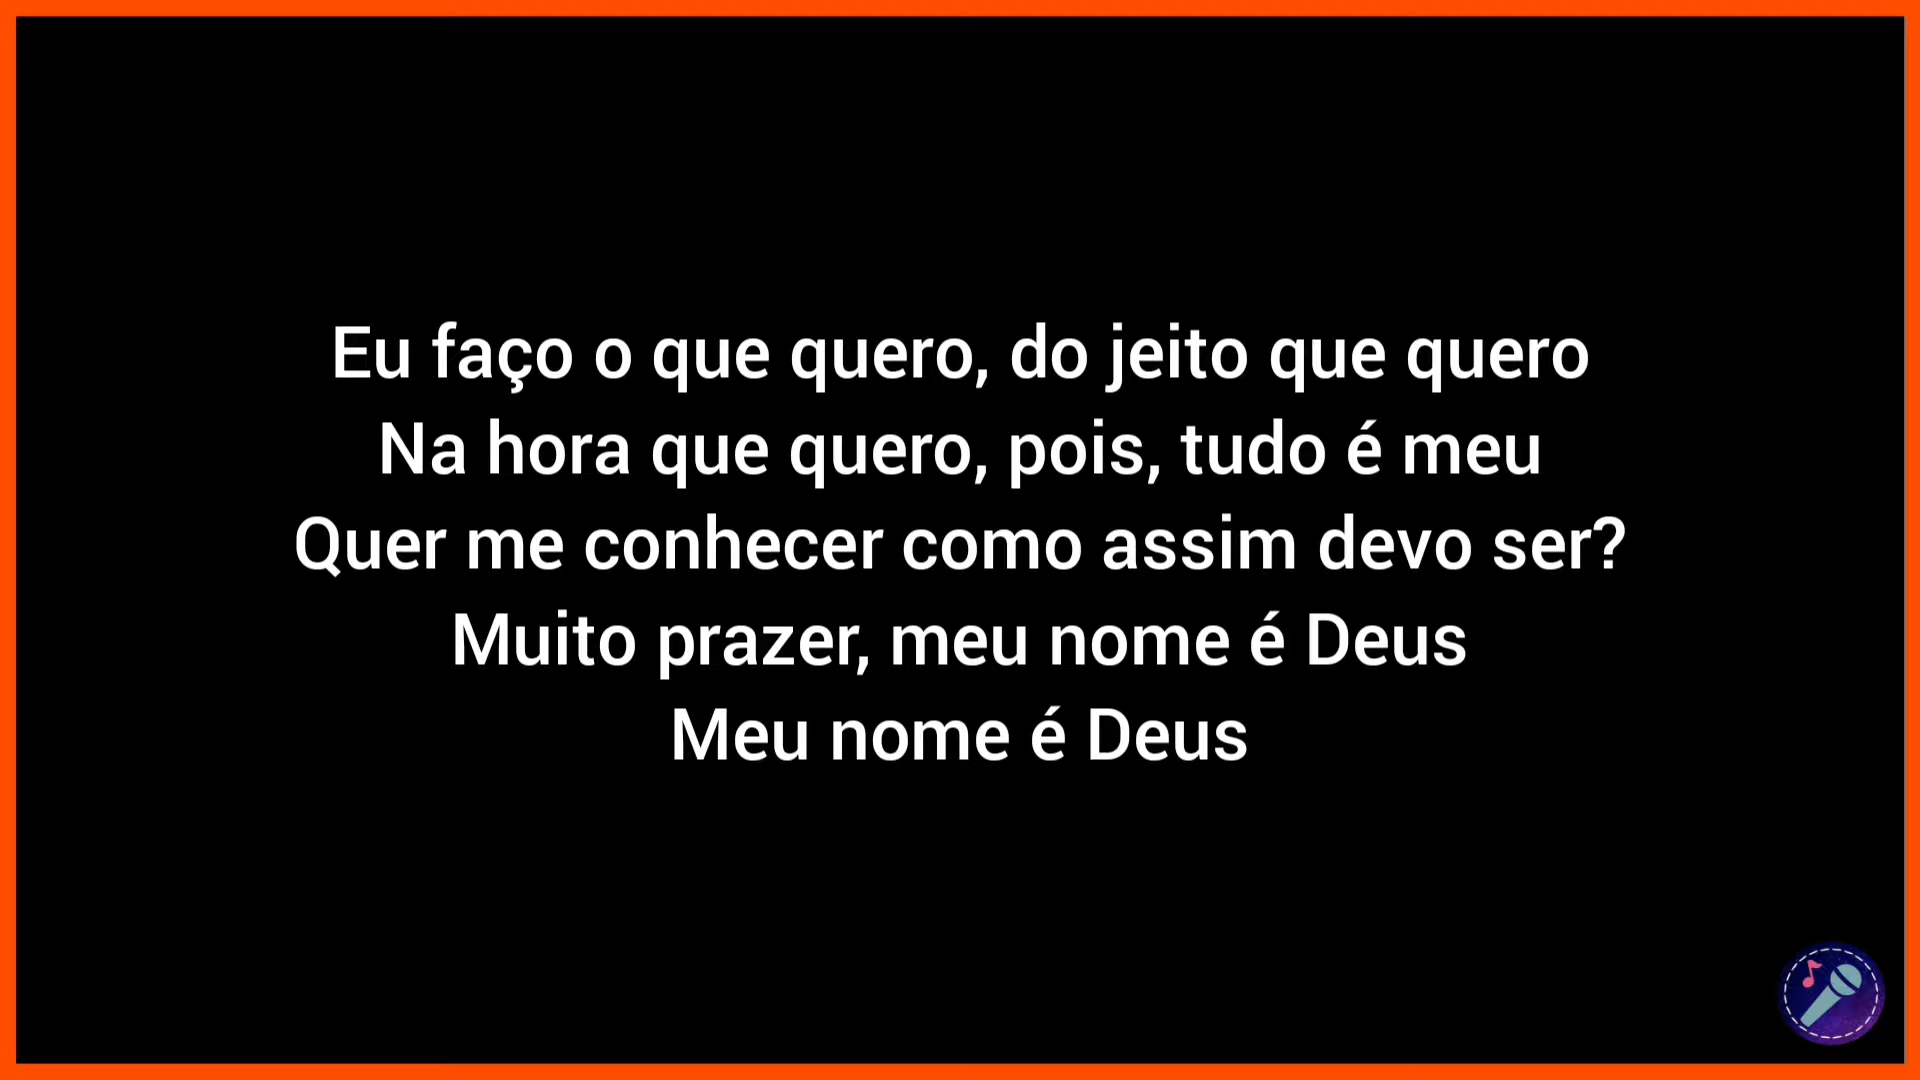 Eu faço o que quero, do jeito que quero
Na hora que quero, pois, tudo é meu
Quer me conhecer como assim devo ser?
Muito prazer, meu nome é Deus
Meu nome é Deus